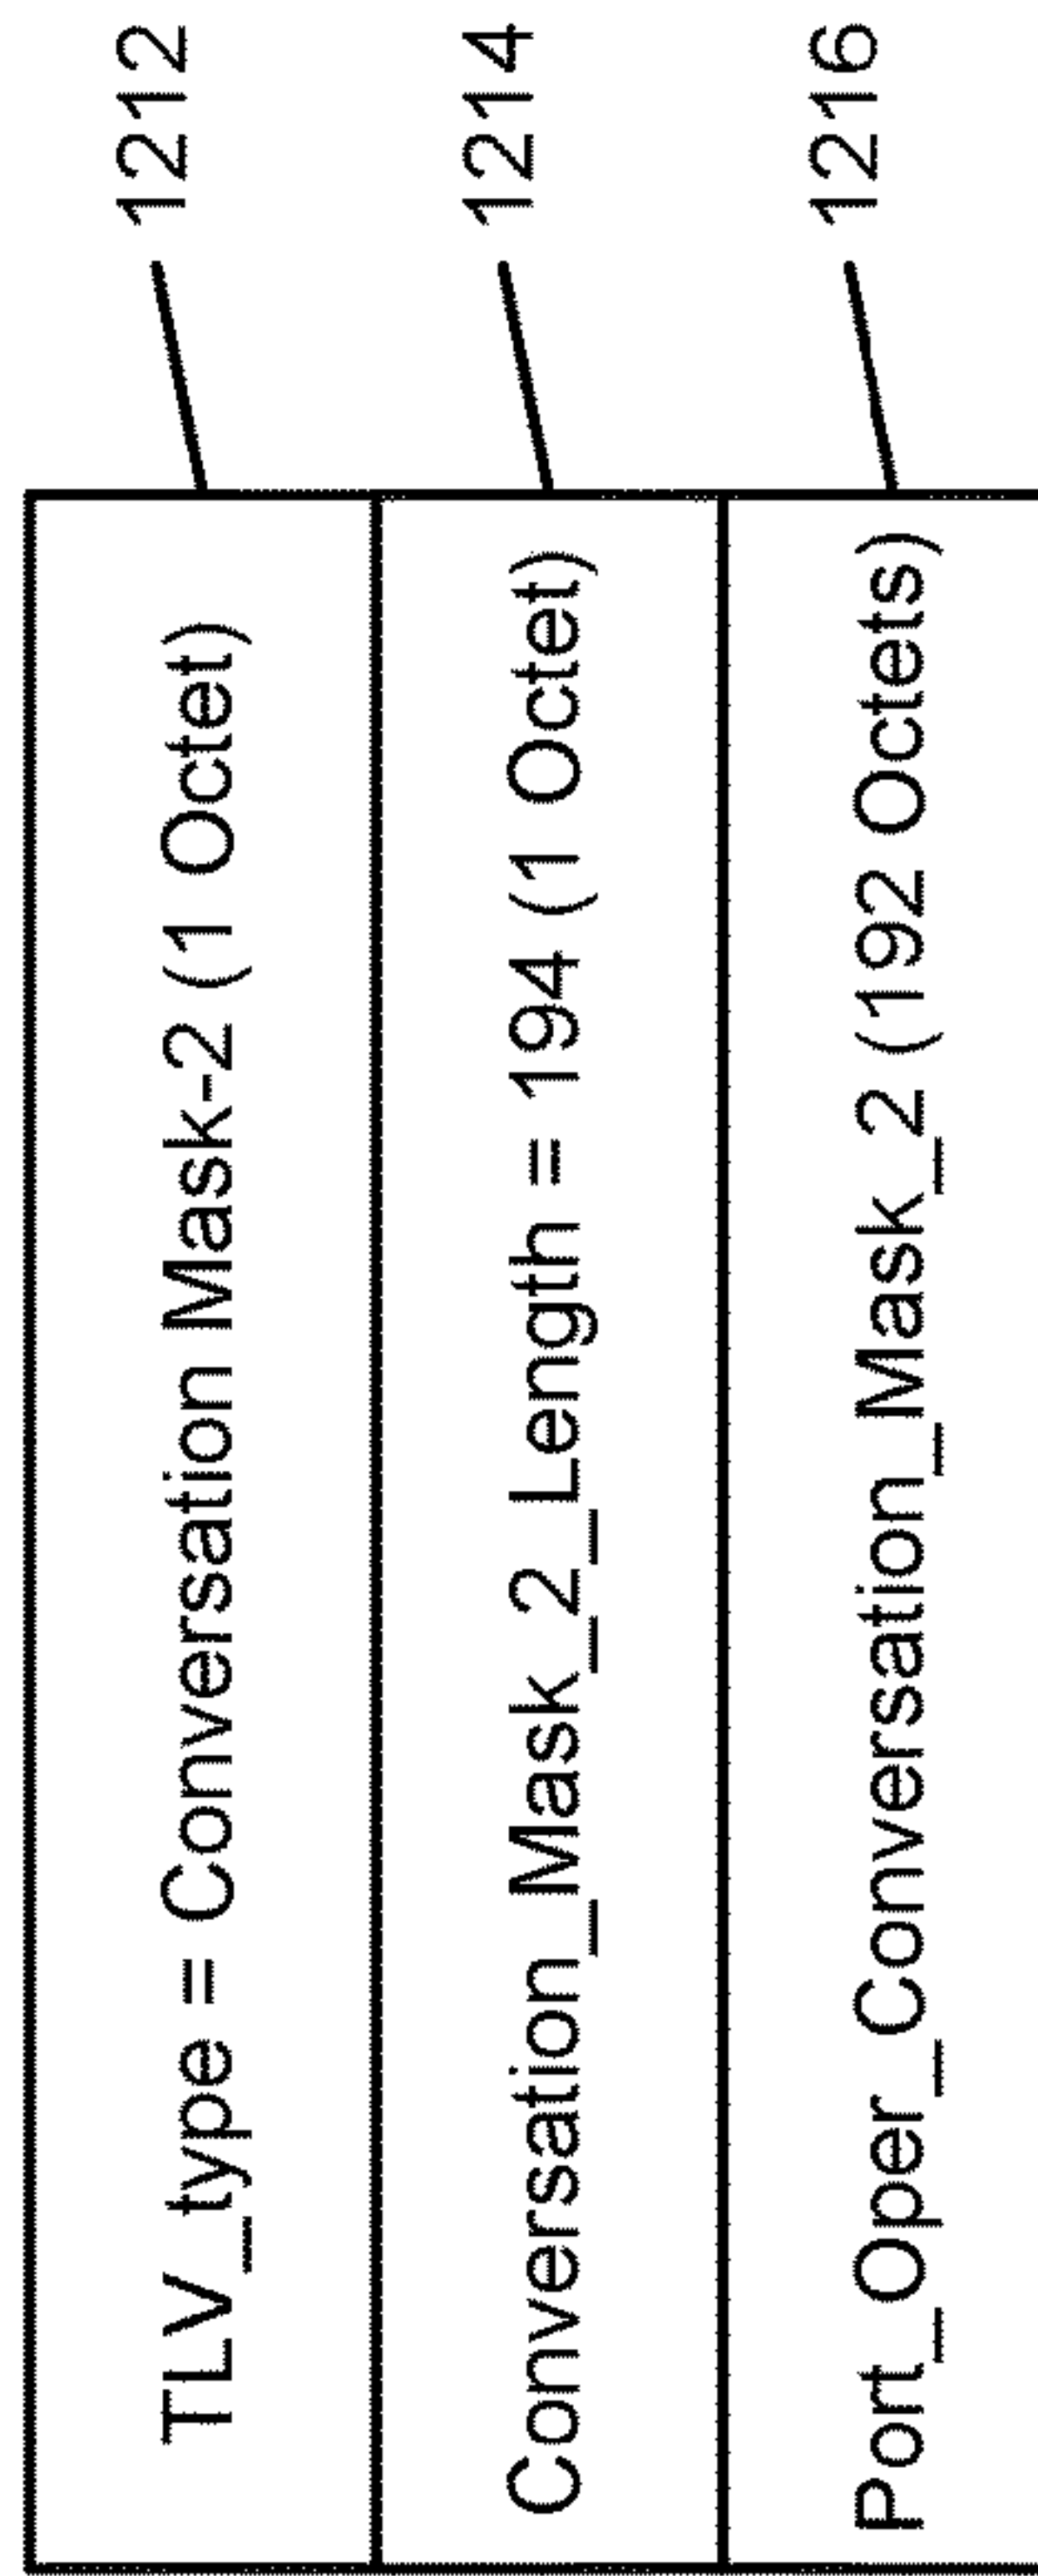 TLV_type = Conversation Mask-2 (1 Octet) 1212
Conversation_Mask_2_Length = 194 (1 Octet) 1214
Port_Oper_Conversation_Mask_2 (192 Octets) 1216